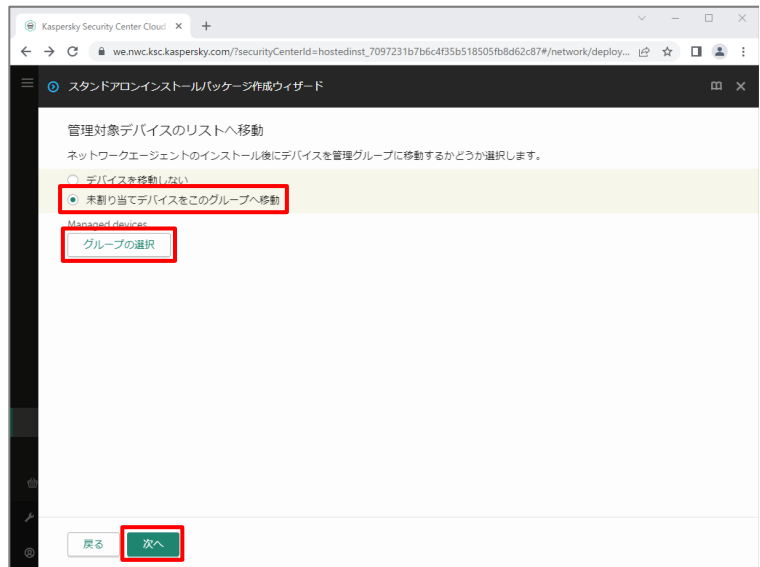 Kaspersky Security Center Cloud
we.nwc.ksc.kaspersky.com/?securityCenterId=hostedinst_7097231b7b6c4f35b518505fb8d62c87#/network/deploy...
スタンドアロンインストールパッケージ作成ウィザード
管理対象デバイスのリストへ移動
ネットワークエージェントのインストール後にデバイスを管理グループに移動するかどうか選択します。
デバイスを移動しない
未割り当てデバイスをこのグループへ移動
Managed devices
グループの選択
戻る 次へ